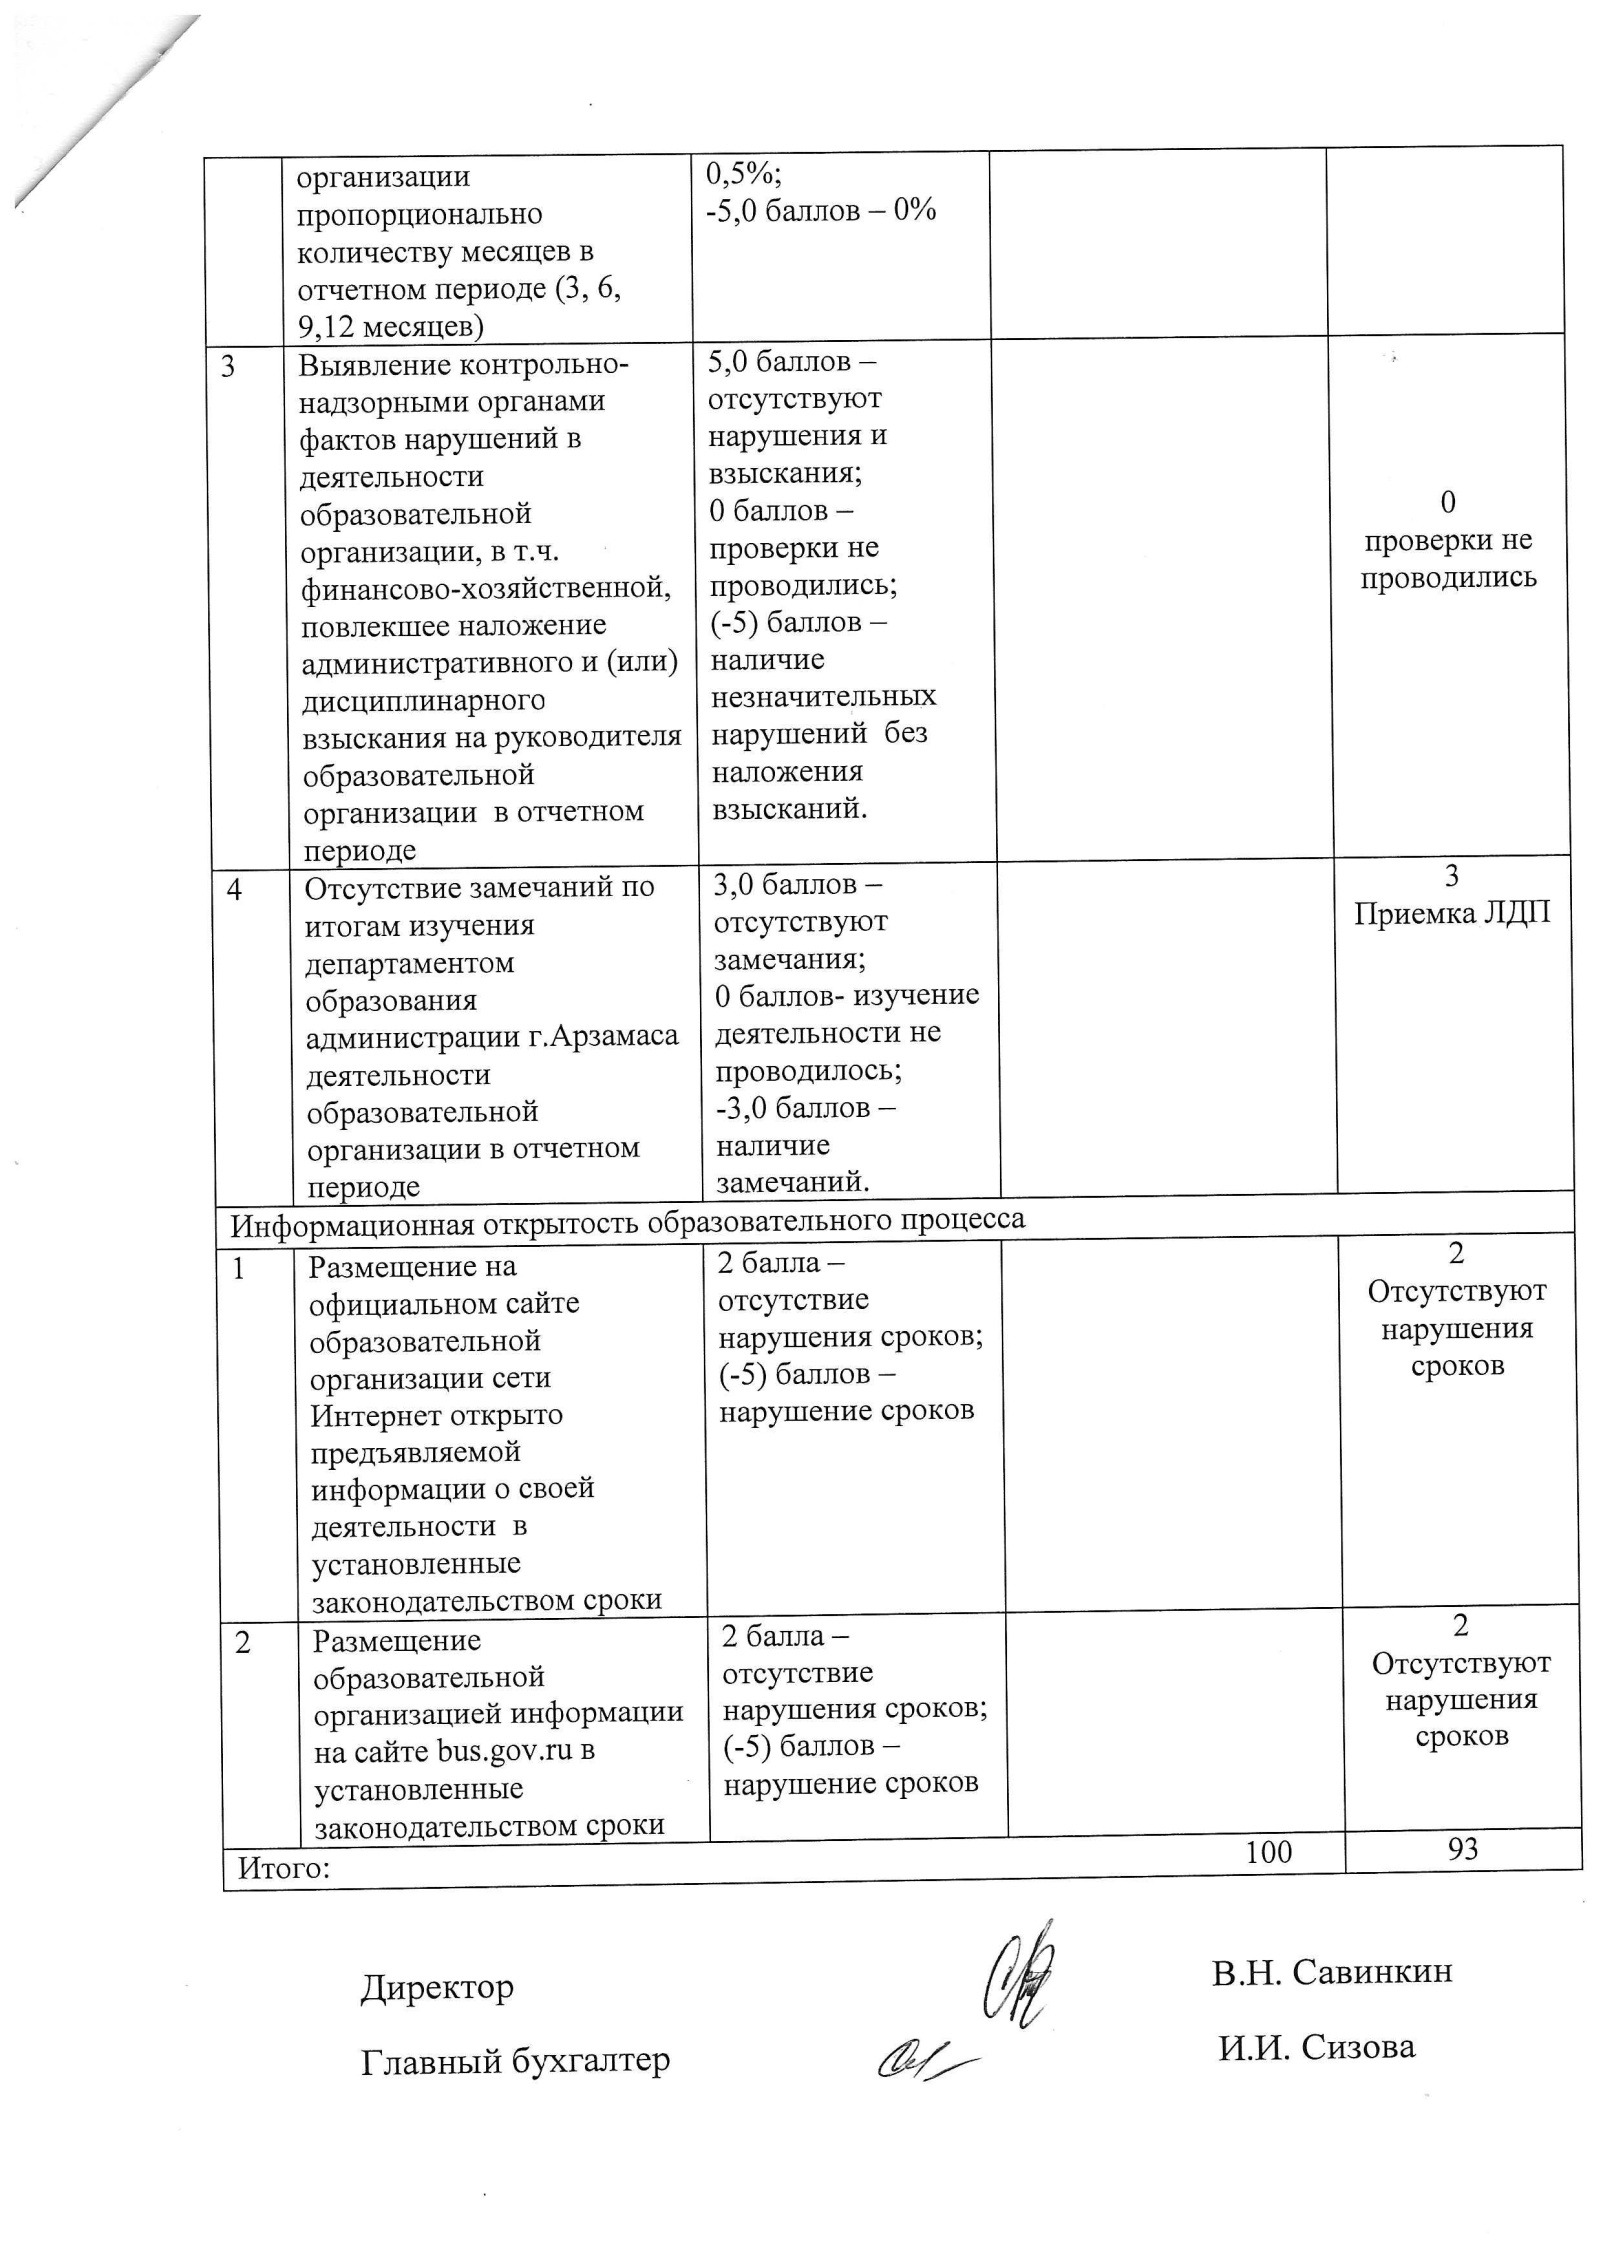 организации
пропорционально
количеству месяцев в
отчетном периоде (3, 6,
9,12 месяцев)
0,5%;
-5,0 баллов – 0%
3
Выявление контрольно-
надзорными органами
фактов нарушений в
деятельности
образовательной
организации, в т.ч.
финансово-хозяйственной,
повлекшее наложение
административного и (или)
дисциплинарного
взыскания на руководителя
образовательной
организации  в отчетном
периоде
5,0 баллов –
отсутствуют
нарушения и
взыскания;
0 баллов –
проверки не
проводились;
(-5) баллов –
наличие
незначительных
нарушений  без
наложения
взысканий.
0
проверки не
проводились
4
Отсутствие замечаний по
итогам изучения
департаментом
образования
администрации г.Арзамаса
деятельности
образовательной
организации в отчетном
периоде
3,0 баллов –
отсутствуют
замечания;
0 баллов- изучение
деятельности не
проводилось;
-3,0 баллов –
наличие
замечаний.
3
Приемка ЛДП
Информационная открытость образовательного процесса
1
Размещение на
официальном сайте
образовательной
организации сети
Интернет открыто
предъявляемой
информации о своей
деятельности  в
установленные
законодательством сроки
2 балла –
отсутствие
нарушения сроков;
(-5) баллов –
нарушение сроков
2
Отсутствуют
нарушения
сроков
2
Размещение
образовательной
организацией информации
на сайте bus.gov.ru в
установленные
законодательством сроки
2 балла –
отсутствие
нарушения сроков;
(-5) баллов –
нарушение сроков
2
Отсутствуют
нарушения
сроков
Итого: 100 93
Директор В.Н. Савинкин
Главный бухгалтер И.И. Сизова